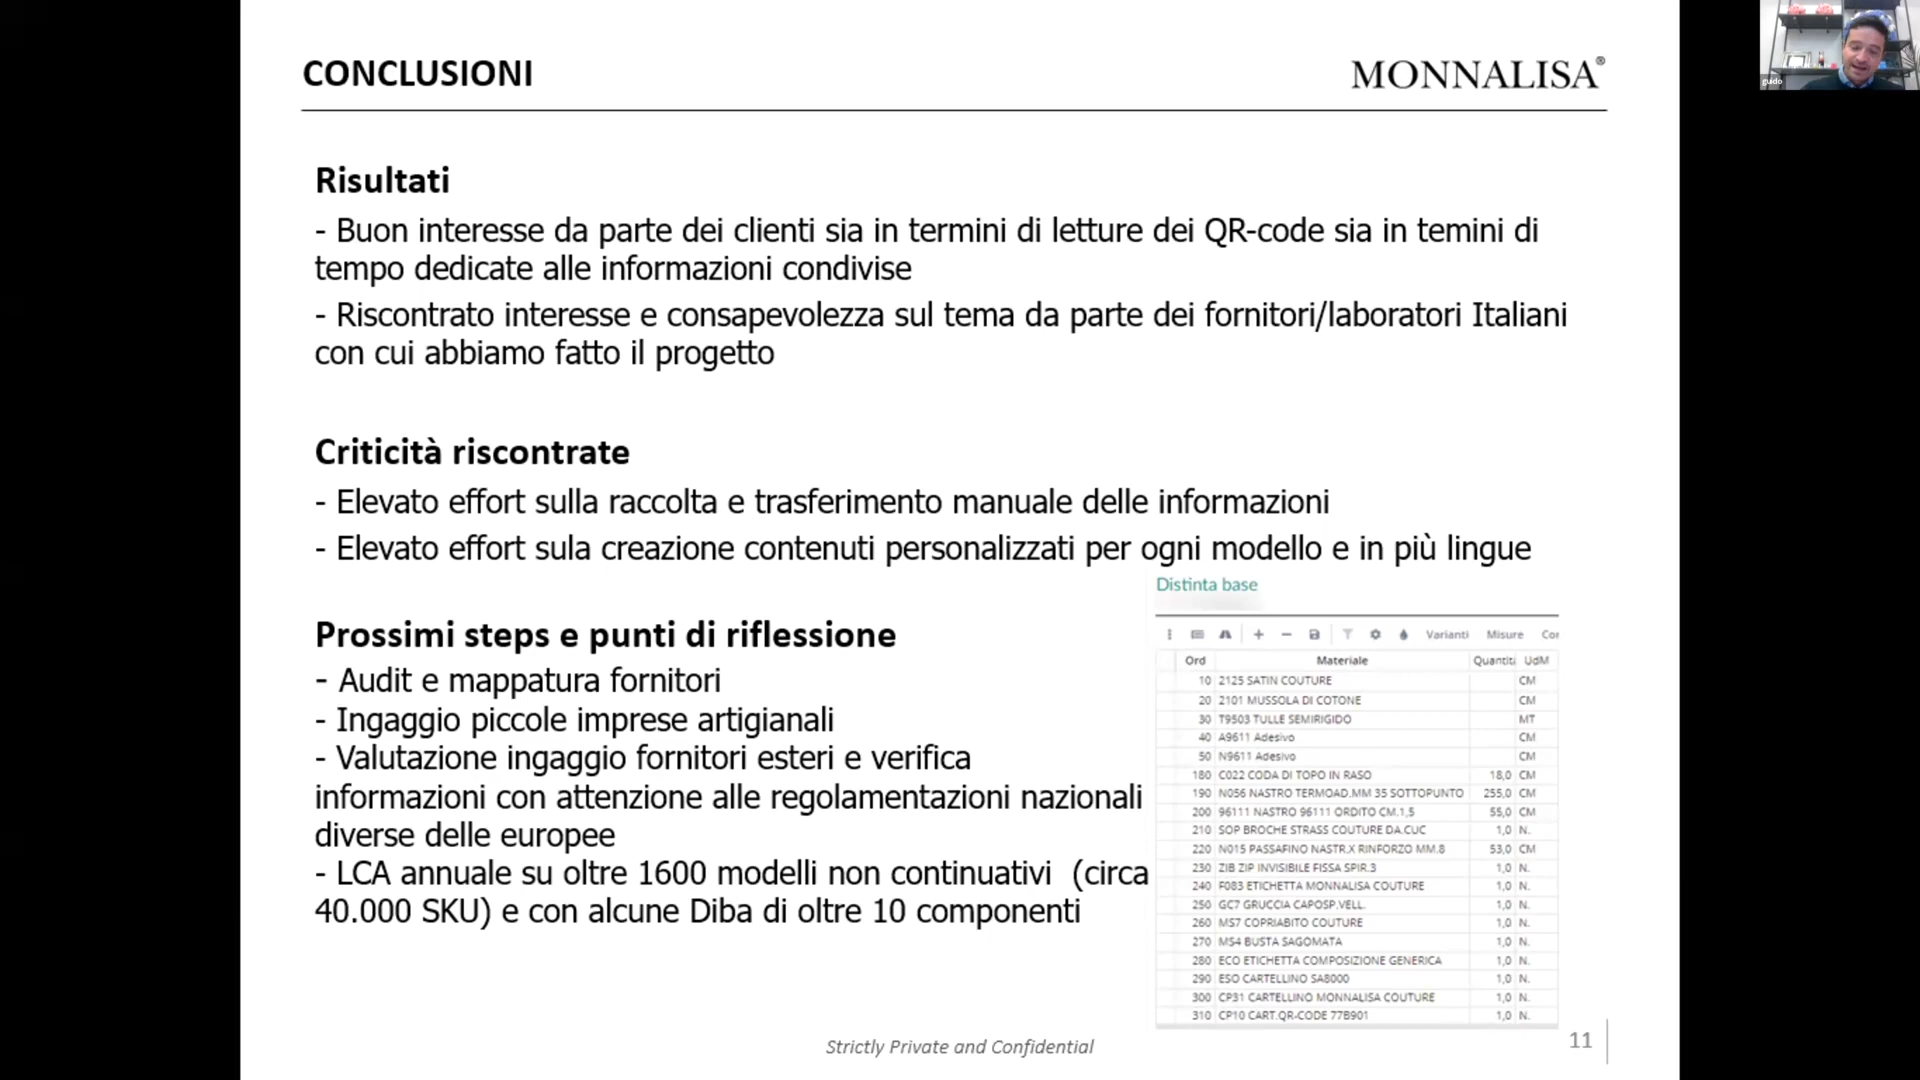 CONCLUSIONI
MONNALISA®
guido
Risultati
- Buon interesse da parte dei clienti sia in termini di letture dei QR-code sia in temini di
tempo dedicate alle informazioni condivise
- Riscontrato interesse e consapevolezza sul tema da parte dei fornitori/laboratori Italiani
con cui abbiamo fatto il progetto
Criticità riscontrate
- Elevato effort sulla raccolta e trasferimento manuale delle informazioni
- Elevato effort sula creazione contenuti personalizzati per ogni modello e in più lingue
Prossimi steps e punti di riflessione
- Audit e mappatura fornitori
- Ingaggio piccole imprese artigianali
- Valutazione ingaggio fornitori esteri e verifica
informazioni con attenzione alle regolamentazioni nazionali
diverse delle europee
- LCA annuale su oltre 1600 modelli non continuativi (circa
40.000 SKU) e con alcune Diba di oltre 10 componenti
Distinta base
Varianti Misure Cor
Ord Materiale Quantit UdM
10 2125 SATIN COUTURE CM
20 2101 MUSSOLA DI COTONE CM
30 T9503 TULLE SEMIRIGIDO MT
40 A9611 Adesivo CM
50 N9611 Adesivo CM
180 C022 CODA DI TOPO IN RASO 18,0 CM
190 N056 NASTRO TERMOAD.MM 35 SOTTOPUNTO 255,0 CM
200 96111 NASTRO 96111 ORDITO CM.1,5 55,0 CM
210 SOP BROCHE STRASS COUTURE DA.CUC 1,0 N.
220 N015 PASSAFINO NASTR.X RINFORZO MM.8 53,0 CM
230 ZIB ZIP INVISIBILE FISSA SPIR.3 1,0 N.
240 F083 ETICHETTA MONNALISA COUTURE 1,0 N.
250 GC7 GRUCCIA CAPOSP.VELL. 1,0 N.
260 MS7 COPRIABITO COUTURE 1,0 N.
270 MS4 BUSTA SAGOMATA 1,0 N.
280 ECO ETICHETTA COMPOSIZIONE GENERICA 1,0 N.
290 ESO CARTELLINO SA8000 1,0 N.
300 CP31 CARTELLINO MONNALISA COUTURE 1,0 N.
310 CP10 CART.QR-CODE 77B901 1,0 N.
Strictly Private and Confidential
11